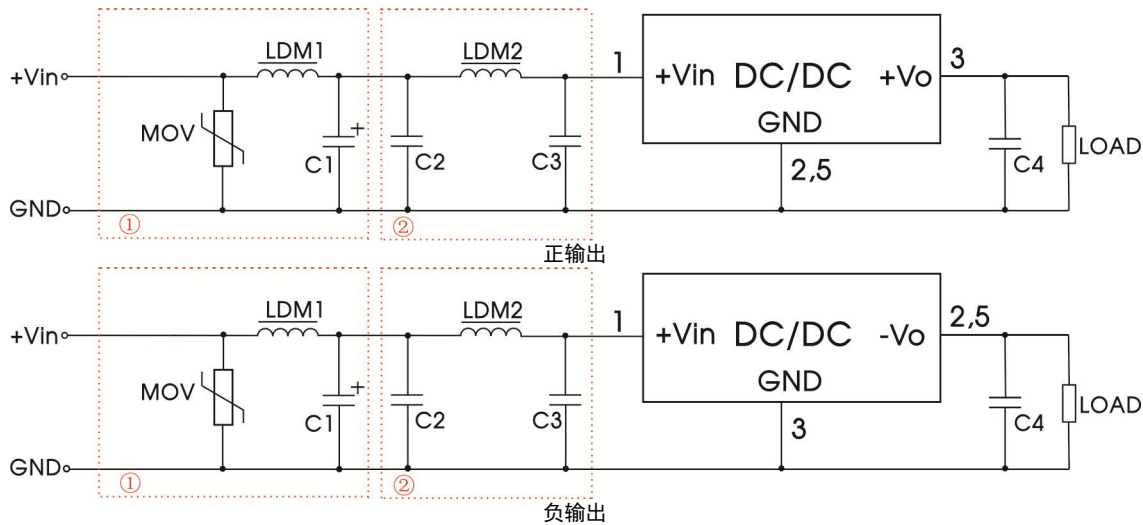 LDM1 LDM2
+Vin 1 +Vin DC/DC +Vo 3
GND
MOV C1 + C2 C3 2,5 C4 LOAD
GND ① ②
正输出
LDM1 LDM2
+Vin 1 +Vin DC/DC -Vo 2,5
GND
MOV C1 + C2 C3 3 C4 LOAD
GND ① ②
负输出